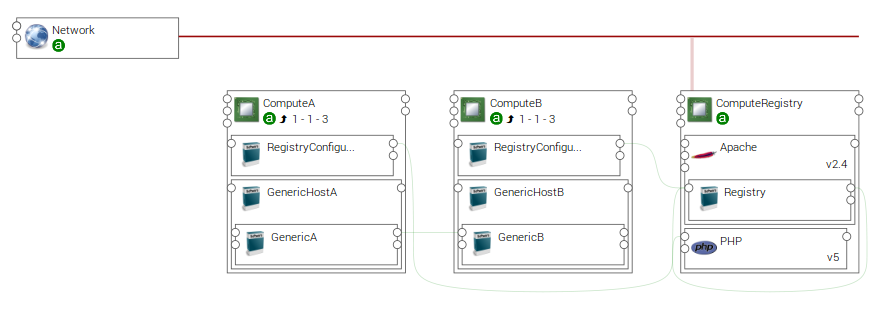 Network
a
ComputeA
a 1 - 1 - 3
RegistryConfigu...
GenericHostA
GenericA
ComputeB
a 1 - 1 - 3
RegistryConfigu...
GenericHostB
GenericB
ComputeRegistry
a
Apache
v2.4
Registry
PHP
php
v5